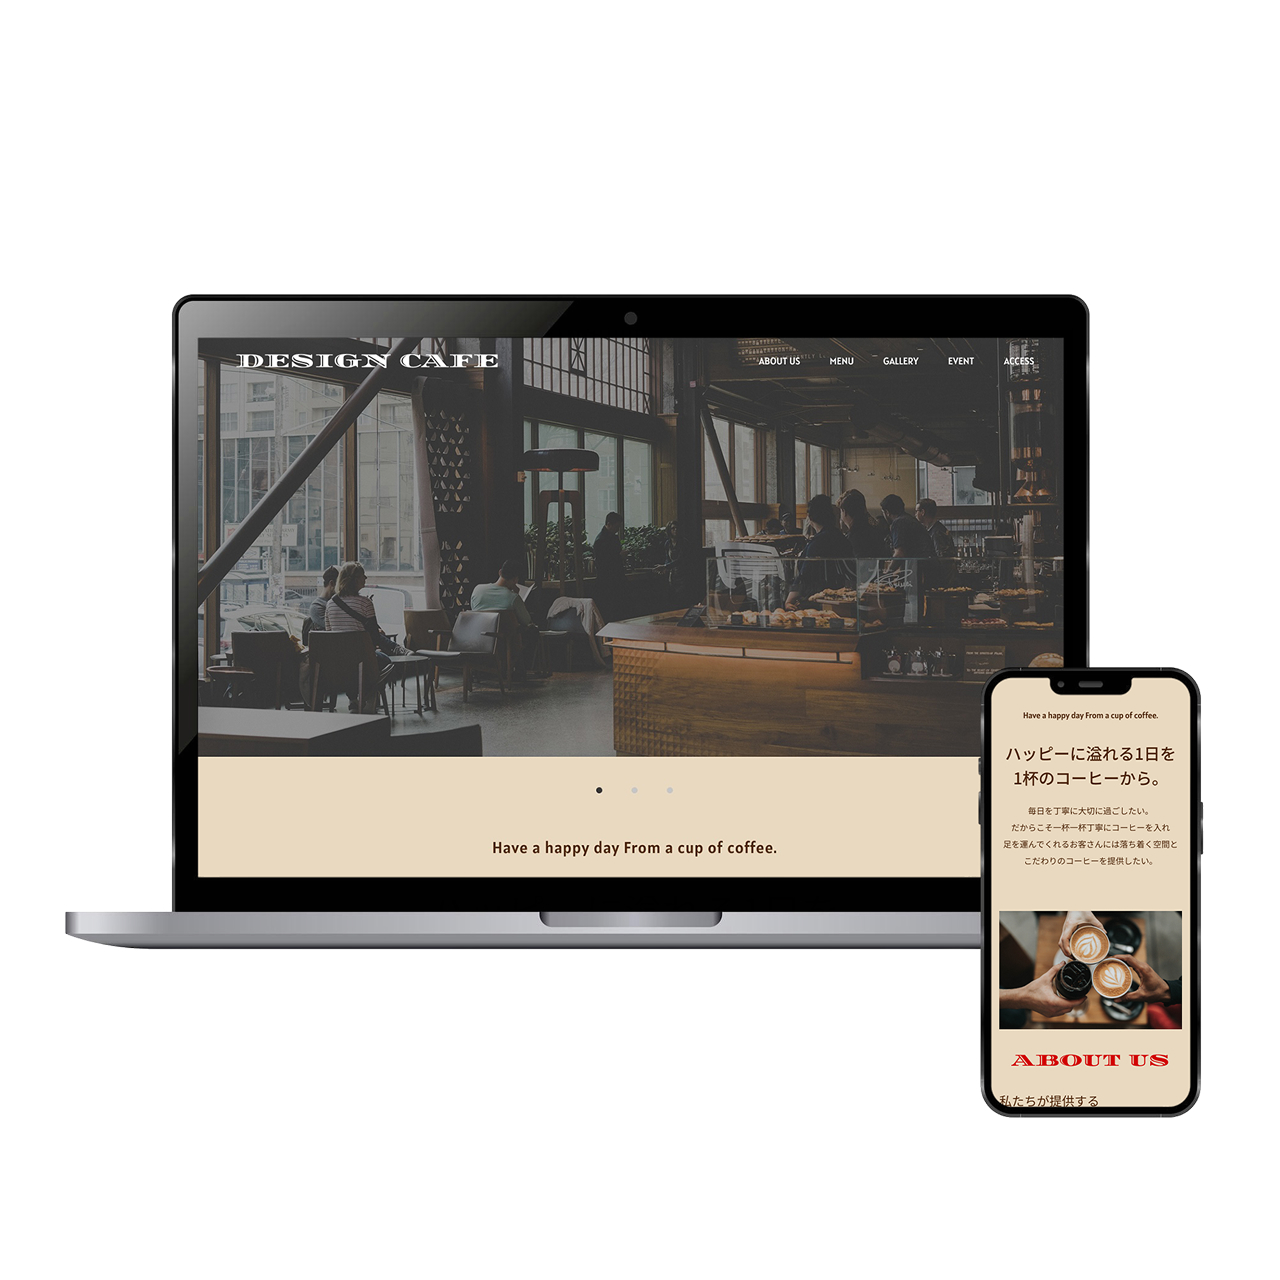 DESIGN CAFE
ABOUT US
MENU
GALLERY
EVENT
ACCESS
Have a happy day From a cup of coffee.
Have a happy day From a cup of coffee.
ハッピーに溢れる1日を
1杯のコーヒーから。
毎日を丁寧に大切に過ごしたい。
だからこそ一杯一杯丁寧にコーヒーを入れ
足を運んでくれるお客さんには落ち着く空間と
こだわりのコーヒーを提供したい。
ABOUT US
私たちが提供する